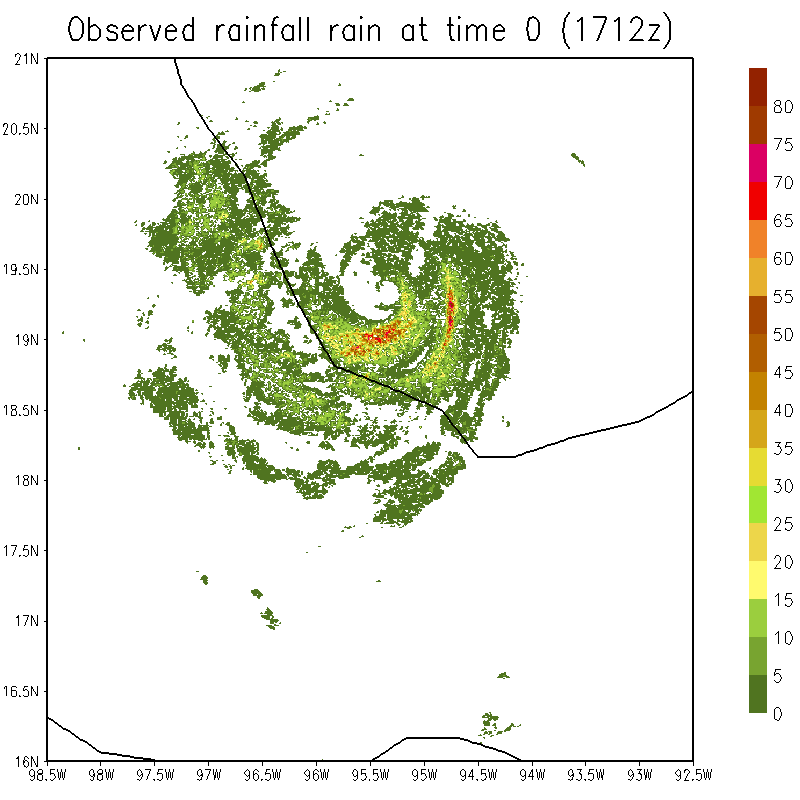 Observed rainfall rain at time 0 (1712z)
21N
20.5N
20N
19.5N
19N
18.5N
18N
17.5N
17N
16.5N
16N
98.5W 98W 97.5W 97W 96.5W 96W 95.5W 95W 94.5W 94W 93.5W 93W 92.5W
80
75
70
65
60
55
50
45
40
35
30
25
20
15
10
5
0